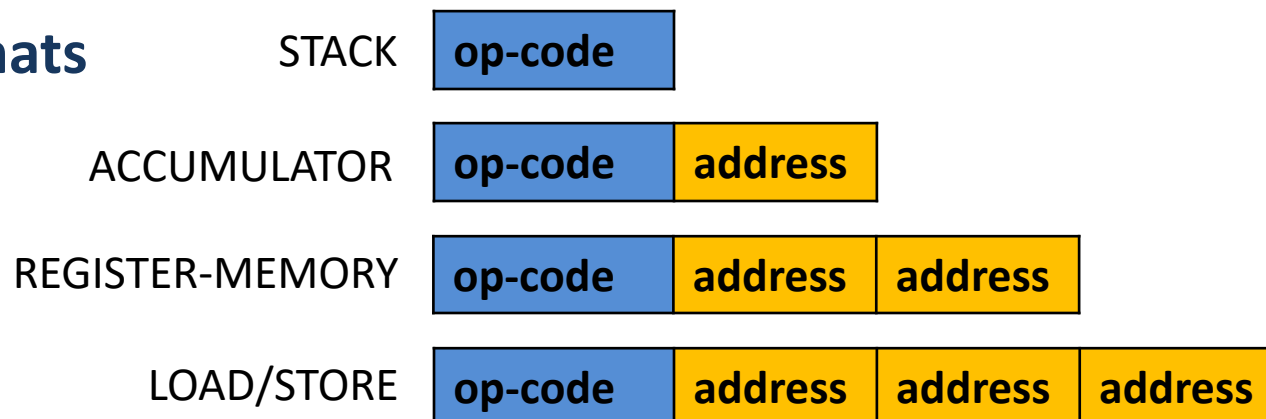 nats
STACK op-code
ACCUMULATOR op-code address
REGISTER-MEMORY op-code address address
LOAD/STORE op-code address address address